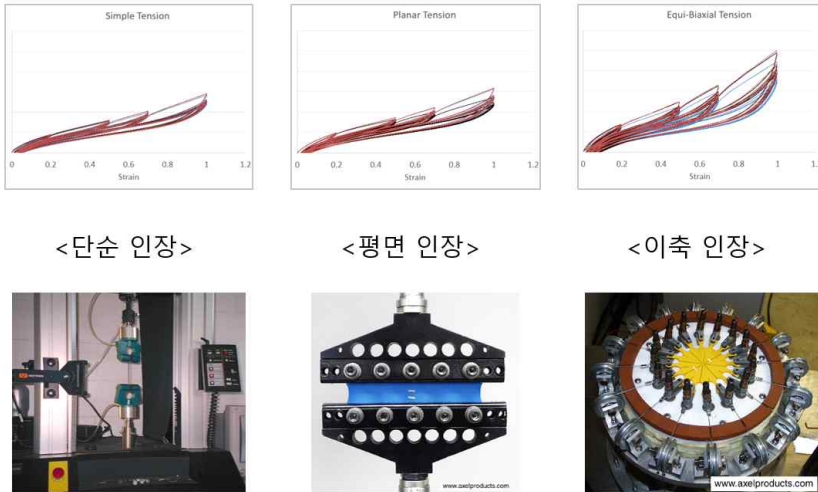 Simple Tension
Planar Tension
Equi-Biaxial Tension
0 0.2 0.4 0.6 0.8 1 1.2
Strain
0 0.2 0.4 0.6 0.8 1 1.2
Strain
0 0.2 0.4 0.6 0.8 1 1.2
Strain
<단순 인장>
<평면 인장>
<이축 인장>
www.axelproducts.com
www.axelproducts.com